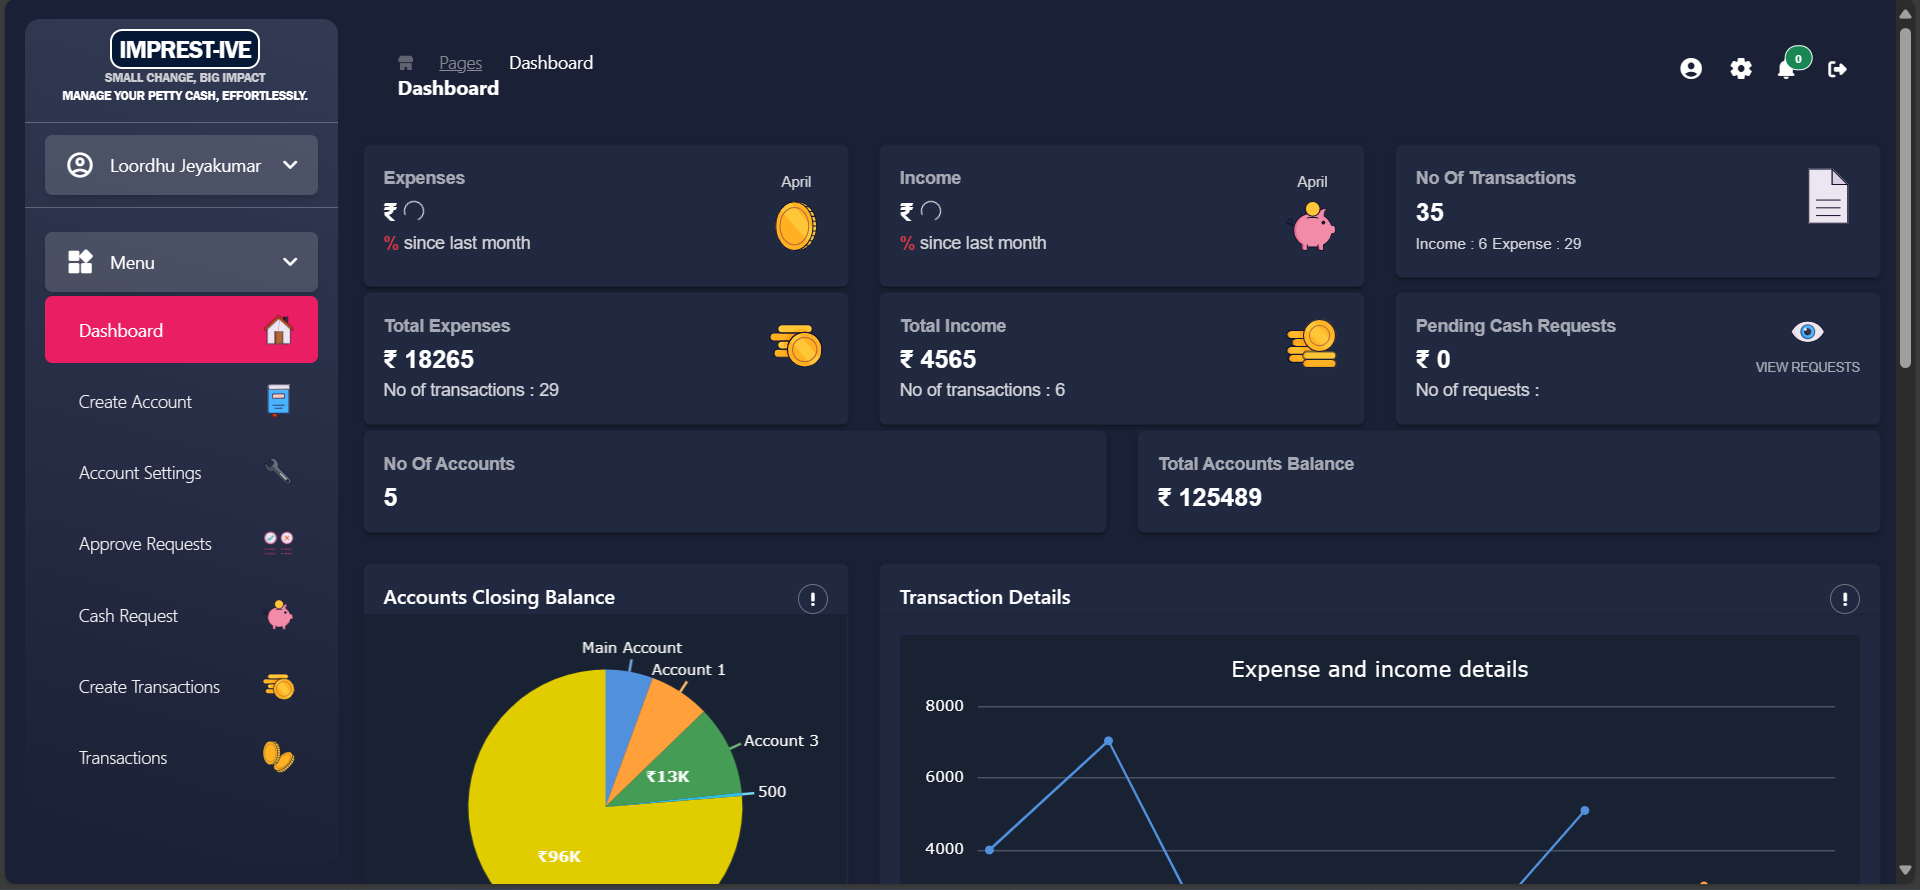 IMPREST-IVE
SMALL CHANGE, BIG IMPACT
MANAGE YOUR PETTY CASH, EFFORTLESSLY.
Loordhu Jeyakumar
Menu
Dashboard
Create Account
Account Settings
Approve Requests
Cash Request
Create Transactions
Transactions
Pages Dashboard
Dashboard
0
Expenses
April
₹
% since last month
Income
April
₹
% since last month
No Of Transactions
35
Income : 6 Expense : 29
Total Expenses
₹ 18265
No of transactions : 29
Total Income
₹ 4565
No of transactions : 6
Pending Cash Requests
₹ 0
No of requests :
VIEW REQUESTS
No Of Accounts
5
Total Accounts Balance
₹ 125489
Accounts Closing Balance
Main Account
Account 1
Account 3
₹13K
500
₹96K
Transaction Details
Expense and income details
8000
6000
4000